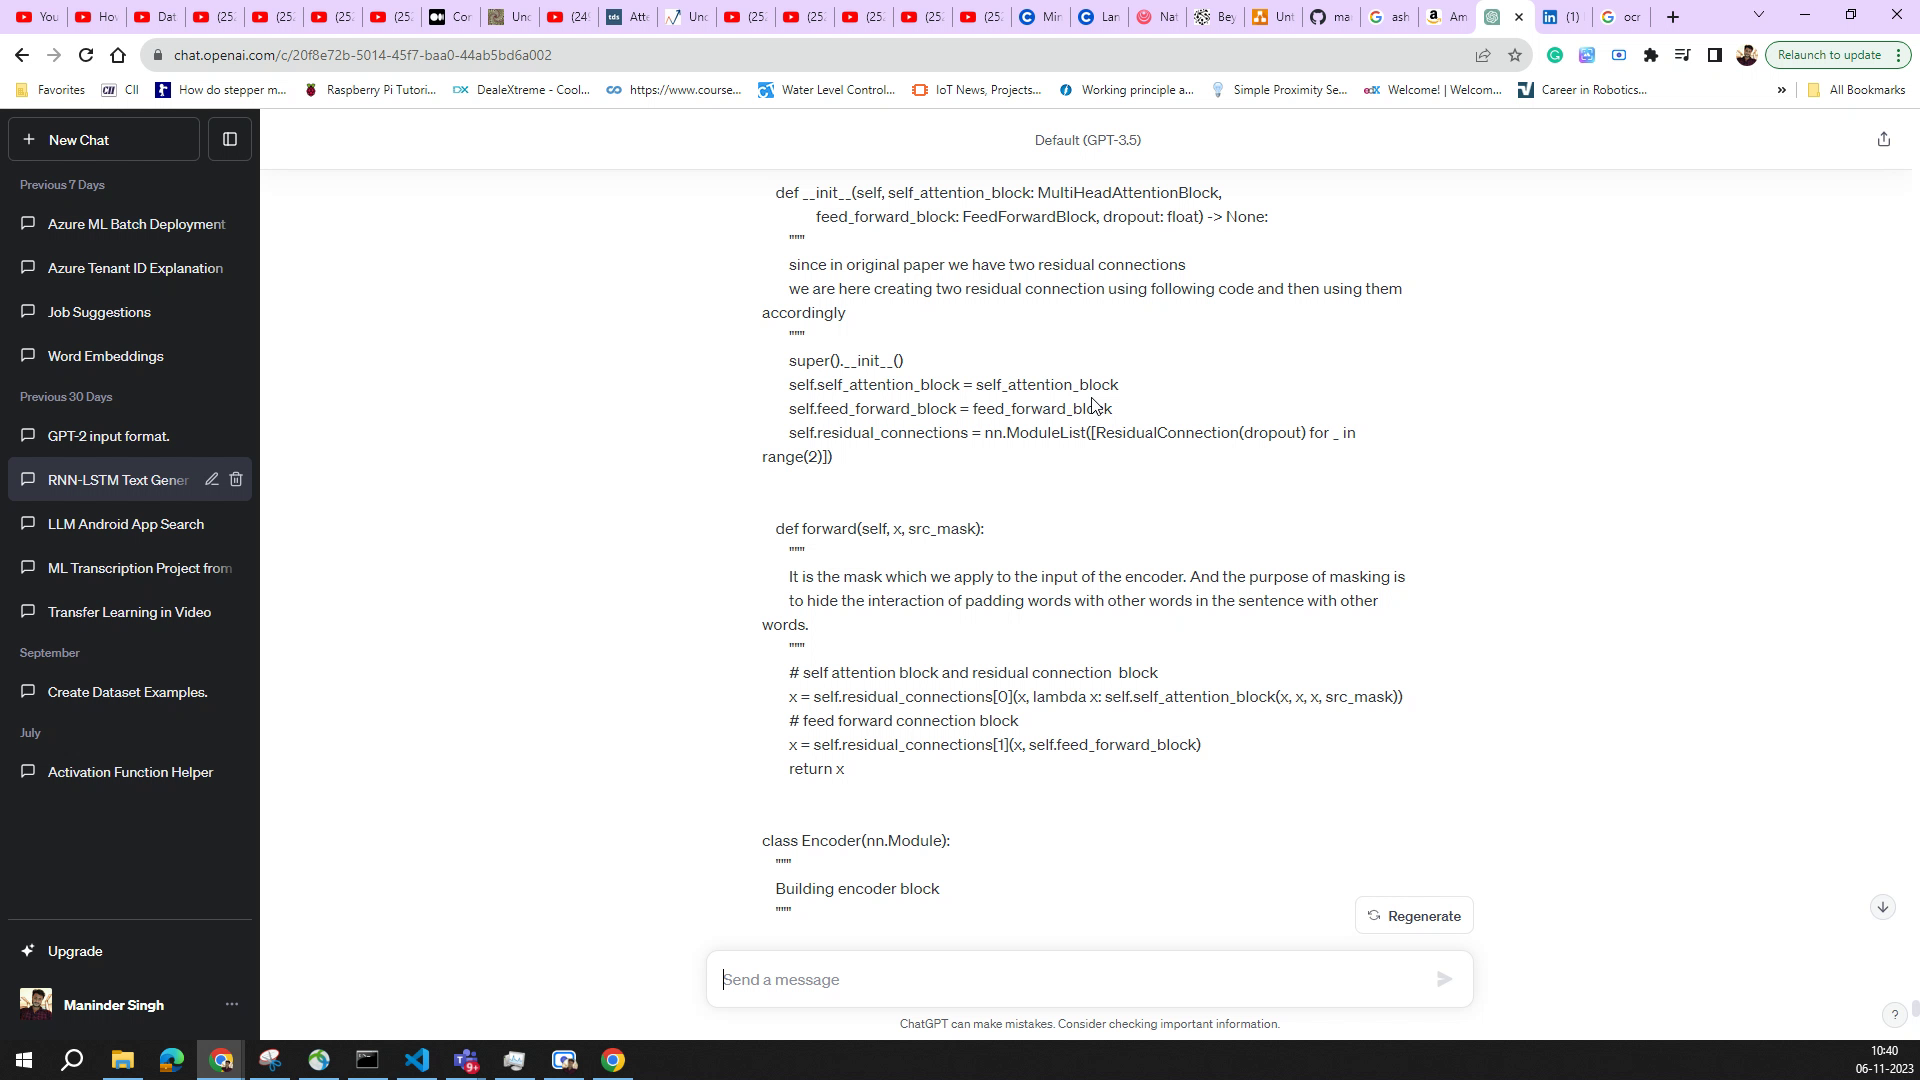 You
Hov
Dat
(25
(25
(25
(25
Cor
Unc
(24
tds
Atte
Unc
(25
(25
(25
(25
(25
Mir
Lan
Nat
Bey
Unt
ma
ash
Am
(1)
ocr
chat.openai.com/c/20f8e72b-5014-45f7-baa0-44ab5bd6a002
Relaunch to update
Favorites
CII
How do stepper m...
Raspberry Pi Tutori...
DX DealeXtreme - Cool...
https://www.course...
Water Level Control...
IoT News, Projects...
Working principle a...
Simple Proximity Se...
edX Welcome! | Welcom...
Career in Robotics...
»
All Bookmarks
+ New Chat
Default (GPT-3.5)
Previous 7 Days
Azure ML Batch Deployment
Azure Tenant ID Explanation
Job Suggestions
Word Embeddings
Previous 30 Days
GPT-2 input format.
RNN-LSTM Text Gener
LLM Android App Search
ML Transcription Project from
Transfer Learning in Video
September
Create Dataset Examples.
July
Activation Function Helper
Upgrade
Maninder Singh
...
def __init__(self, self_attention_block: MultiHeadAttentionBlock,
feed_forward_block: FeedForwardBlock, dropout: float) -> None:
"""
since in original paper we have two residual connections
we are here creating two residual connection using following code and then using them
accordingly
"""
super().__init__()
self.self_attention_block = self_attention_block
self.feed_forward_block = feed_forward_block
self.residual_connections = nn.ModuleList([ResidualConnection(dropout) for _ in
range(2)])
def forward(self, x, src_mask):
"""
It is the mask which we apply to the input of the encoder. And the purpose of masking is
to hide the interaction of padding words with other words in the sentence with other
words.
"""
# self attention block and residual connection  block
x = self.residual_connections[0](x, lambda x: self.self_attention_block(x, x, x, src_mask))
# feed forward connection block
x = self.residual_connections[1](x, self.feed_forward_block)
return x
class Encoder(nn.Module):
"""
Building encoder block
"""
Regenerate
Send a message
ChatGPT can make mistakes. Consider checking important information.
?
9+
10:40
06-11-2023